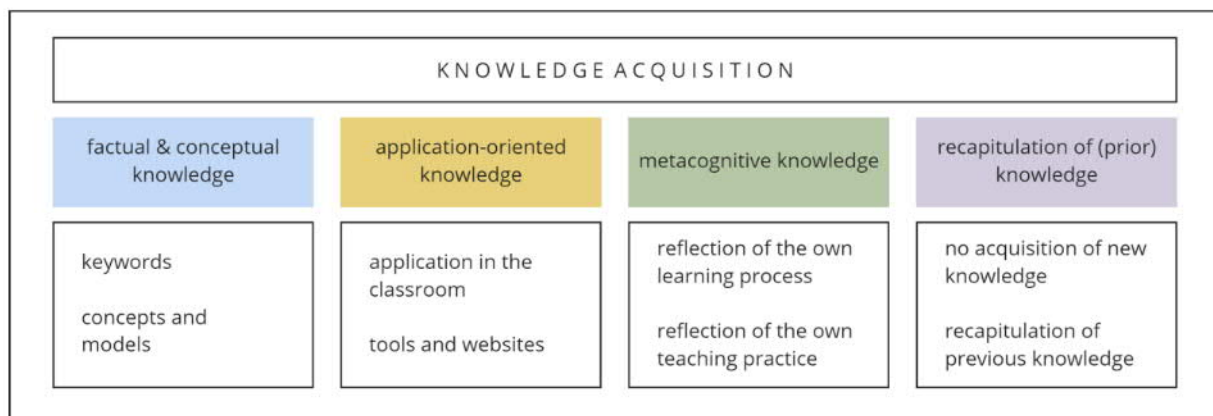 KNOWLEDGE ACQUISITION
factual & conceptual
knowledge
application-oriented
knowledge
metacognitive knowledge
recapitulation of (prior)
knowledge
keywords
concepts and
models
application in the
classroom
tools and websites
reflection of the own
learning process
reflection of the own
teaching practice
no acquisition of new
knowledge
recapitulation of
previous knowledge